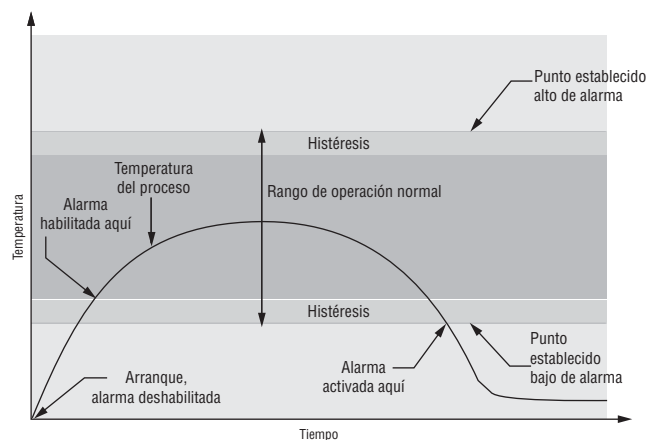 Punto establecido
alto de alarma
Histéresis
Temperatura
del proceso
Rango de operación normal
Alarma
habilitada aquí
Temperatura
Histéresis
Punto
establecido
bajo de alarma
Alarma
activada aquí
Arranque,
alarma deshabilitada
Tiempo